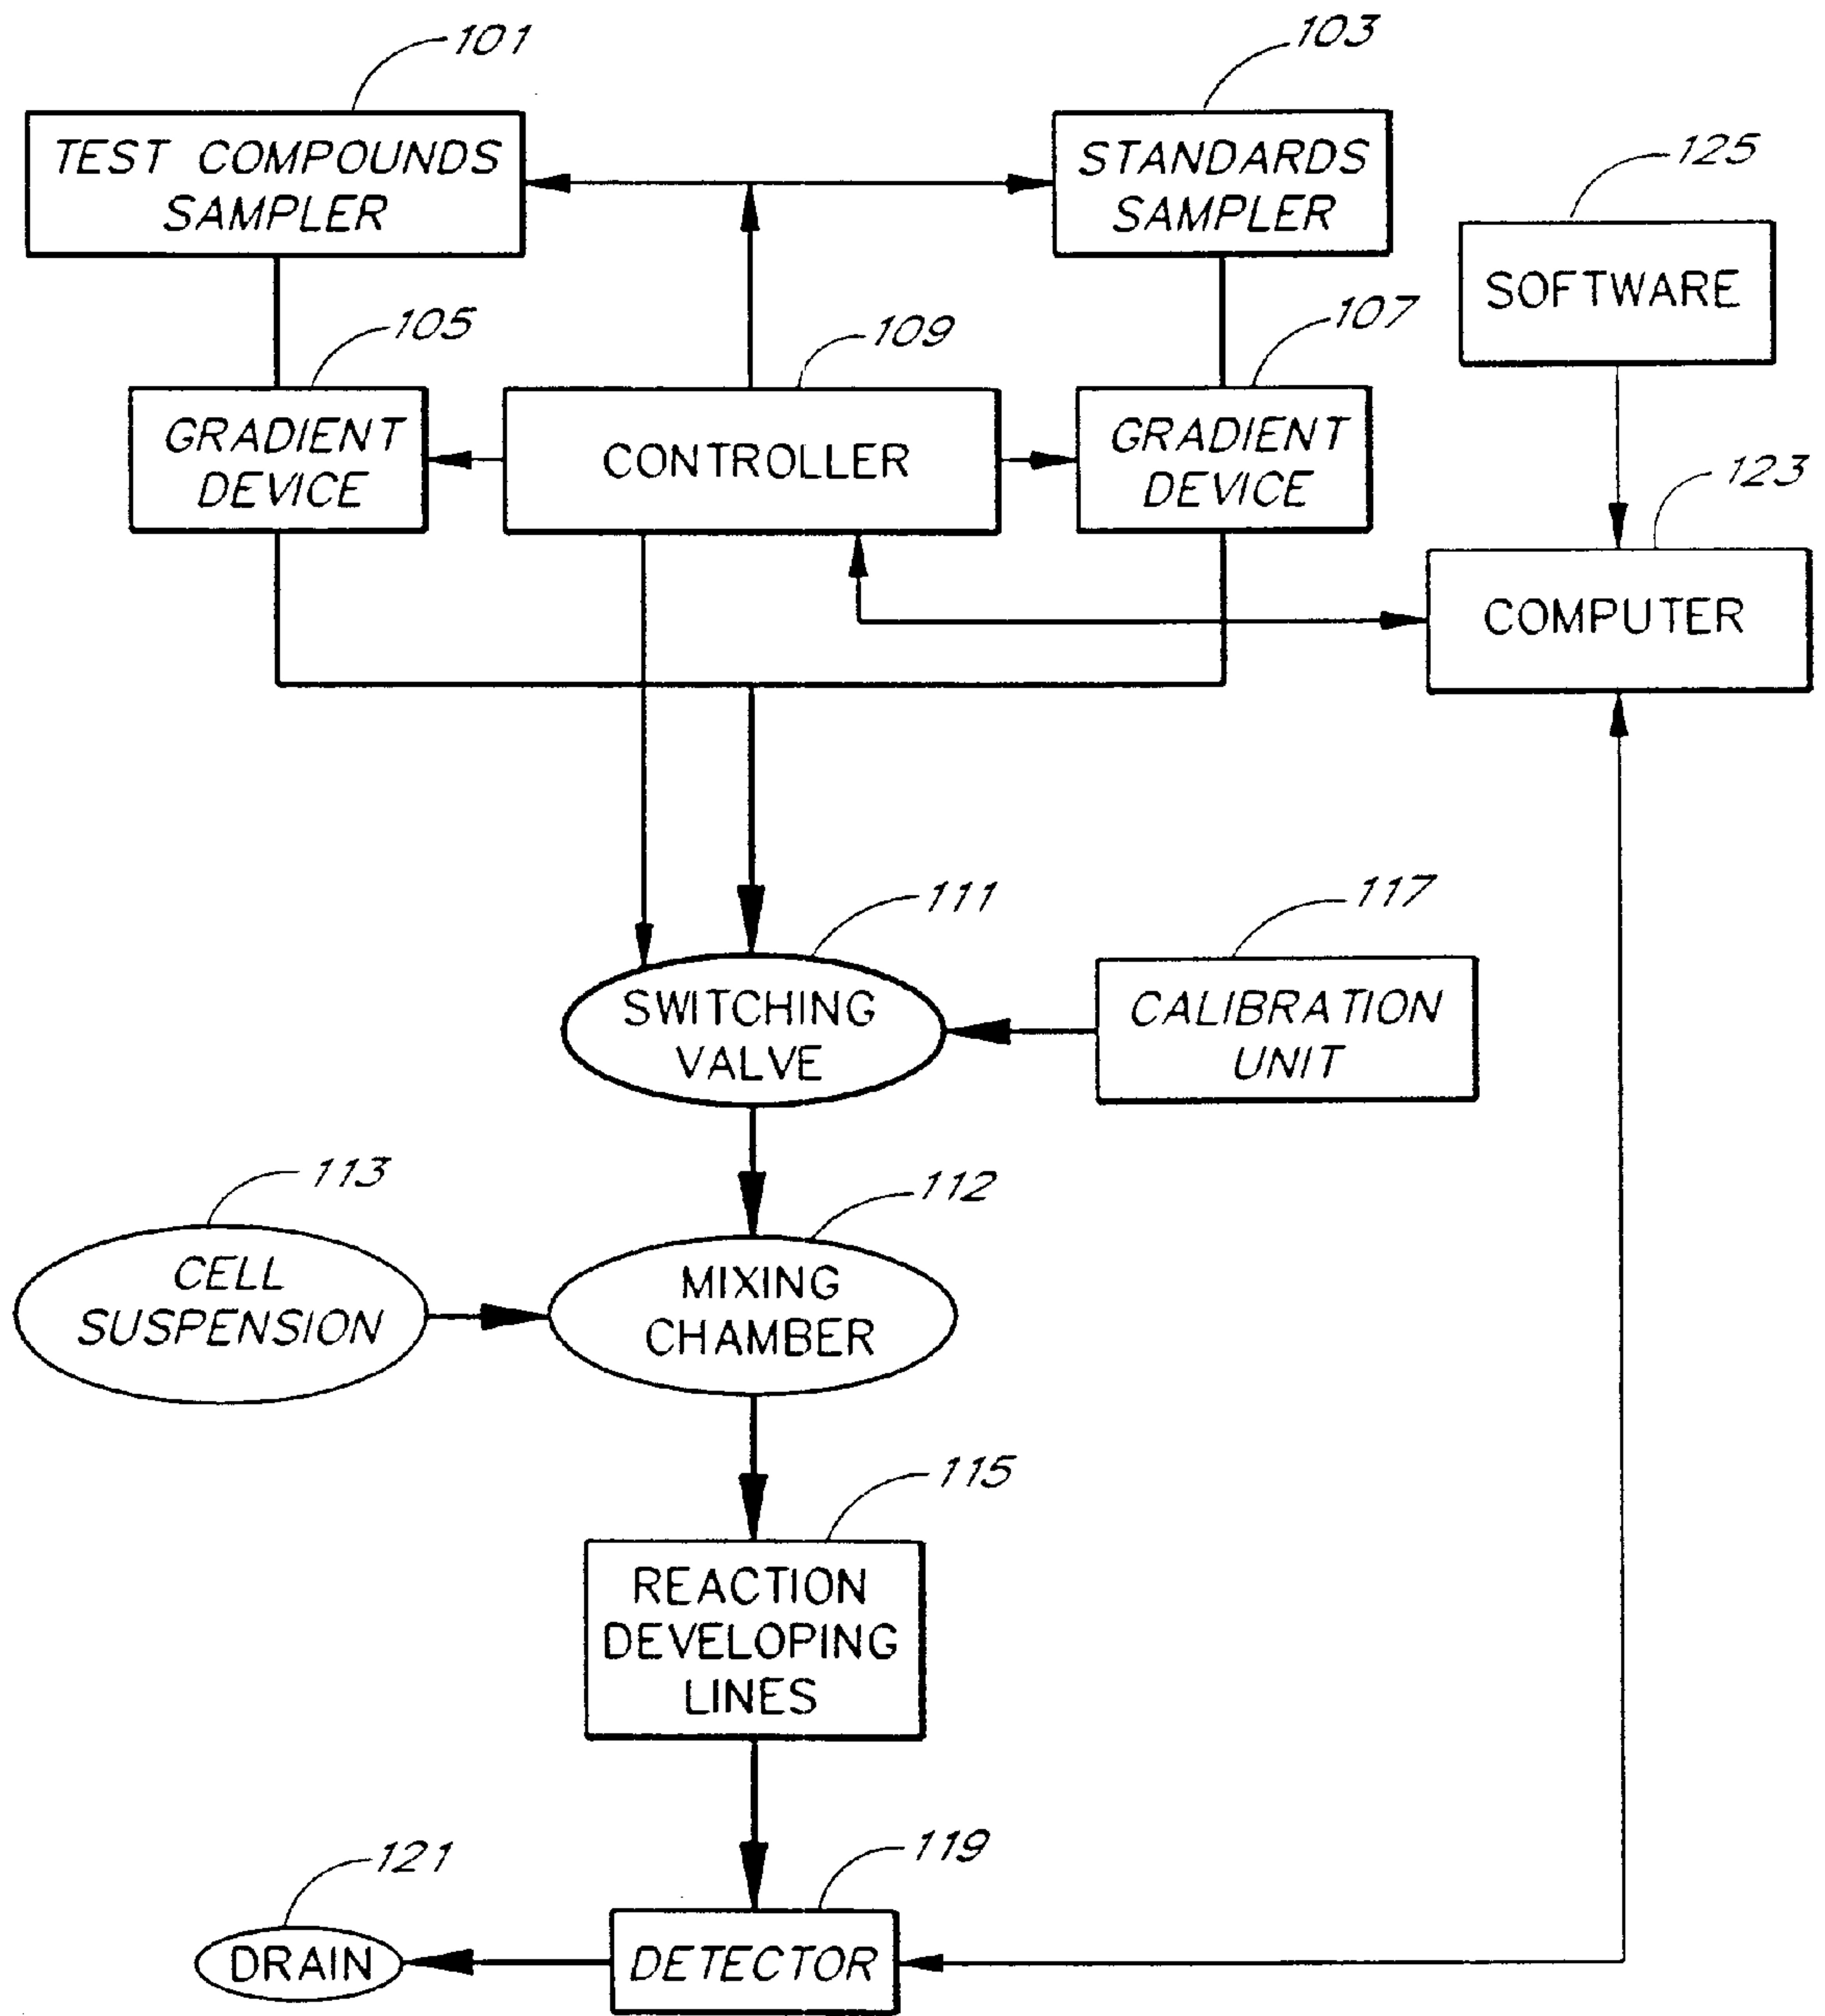 101
103
TEST COMPOUNDS
SAMPLER
STANDARDS
SAMPLER
125
SOFTWARE
105
109
107
GRADIENT
DEVICE
CONTROLLER
GRADIENT
DEVICE
123
COMPUTER
111
117
SWITCHING
VALVE
CALIBRATION
UNIT
113
112
CELL
SUSPENSION
MIXING
CHAMBER
115
REACTION
DEVELOPING
LINES
121
119
DRAIN
DETECTOR